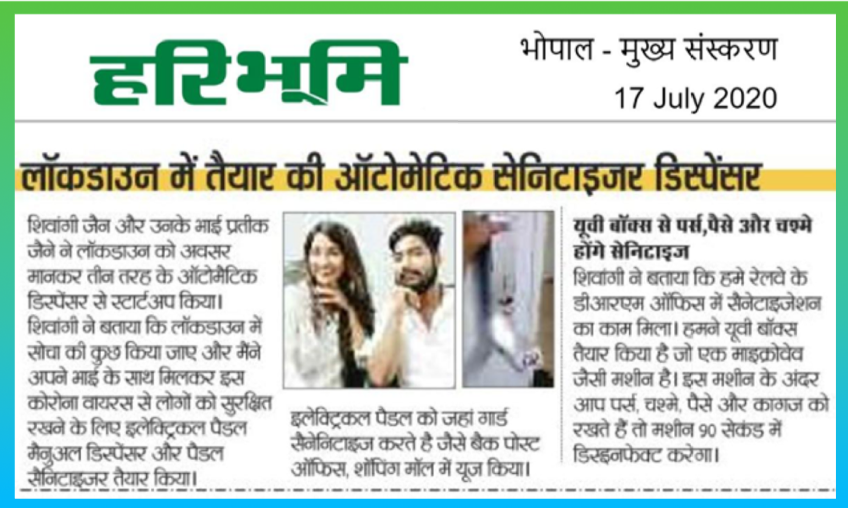 हरिभूमि
भोपाल - मुख्य संस्करण
17 July 2020
लॉकडाउन में तैयार की ऑटोमेटिक सेनिटाइजर डिस्पेंसर
शिवांगी जैन और उनके भाई प्रतीक
जैने ने लॉकडाउन को अवसर
मानकर तीन तरह के ऑटोमैटिक
डिस्पेंसर से स्टार्टअप किया।
शिवांगी ने बताया कि लॉकडाउन में
सोचा की कुछ किया जाए और मैंने
अपने भाई के साथ मिलकर इस
कोरोना वायरस से लोगों को सुरक्षित
रखने के लिए इलेक्ट्रिकल पैडल
मैनुअल डिस्पेंसर और पैडल
सैनिटाइजर तैयार किया।
इलेक्ट्रिकल पैडल को जहां गार्ड
सैनेनिटाइज करते है जैसे बैक पोस्ट
ऑफिस, शॉपिंग मॉल में यूज किया।
यूवी बॉक्स से पर्स,पैसे और चश्मे
होंगे सेनिटाइज
शिवांगी ने बताया कि हमे रेलवे के
डीआरएम ऑफिस में सैनेटाइजेशन
का काम मिला। हमने यूवी बॉक्स
तैयार किया है जो एक माइक्रोवेव
जैसी मशीन है। इस मशीन के अंदर
आप पर्स, चश्मे, पैसे और कागज को
रखते हैं तो मशीन 90 सेकंड में
डिसइनफेक्ट करेगा।